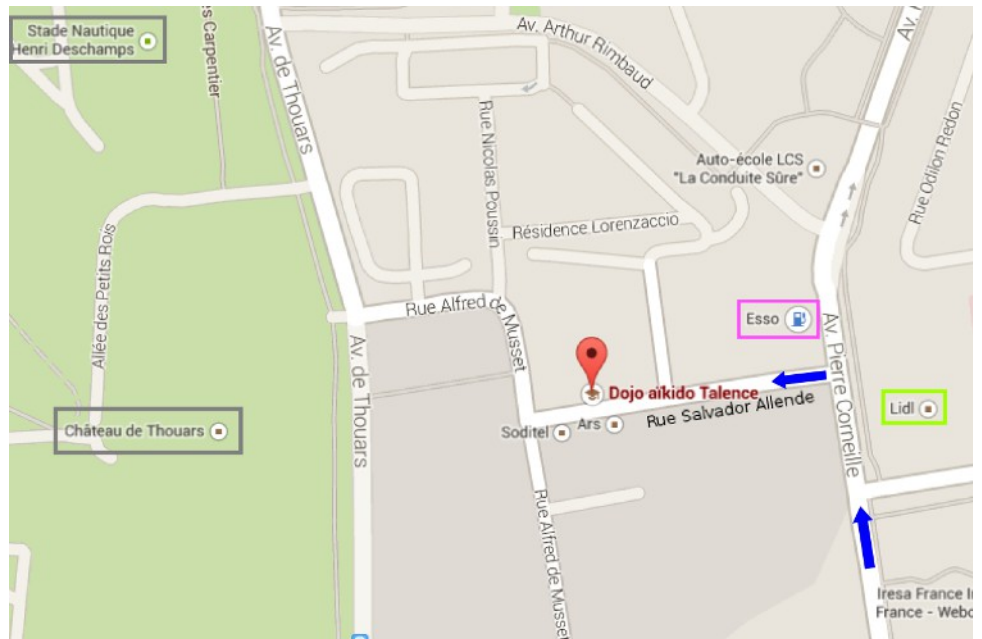 Stade Nautique
Henri Deschamps
Carpentier
Av. de Thouars
Av. Arthur Rimbaud
Rue Nicolas Poussin
Auto-école LCS
"La Conduite Sûre"
Rue Odilon Redon
Résidence Lorenzaccio
Allée des Petits Rois
Rue Alfred de Musset
Esso
Av. Pierre Corneille
Av. de Thouars
Dojo aïkido Talence
Rue Salvador Allende
Lidl
Château de Thouars
Soditel
Ars
Rue Alfred de Musset
Iresa France
France - Webc